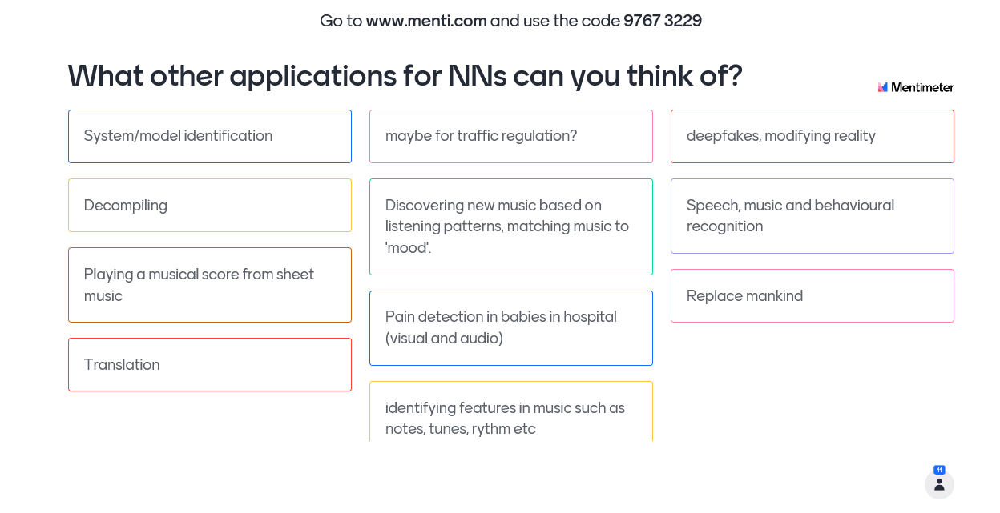 Go to www.menti.com and use the code 9767 3229
What other applications for NNs can you think of?
Mentimeter
System/model identification
Decompiling
Playing a musical score from sheet
music
Translation
maybe for traffic regulation?
Discovering new music based on
listening patterns, matching music to
'mood'.
Pain detection in babies in hospital
(visual and audio)
identifying features in music such as
notes, tunes, rythm etc
deepfakes, modifying reality
Speech, music and behavioural
recognition
Replace mankind
11